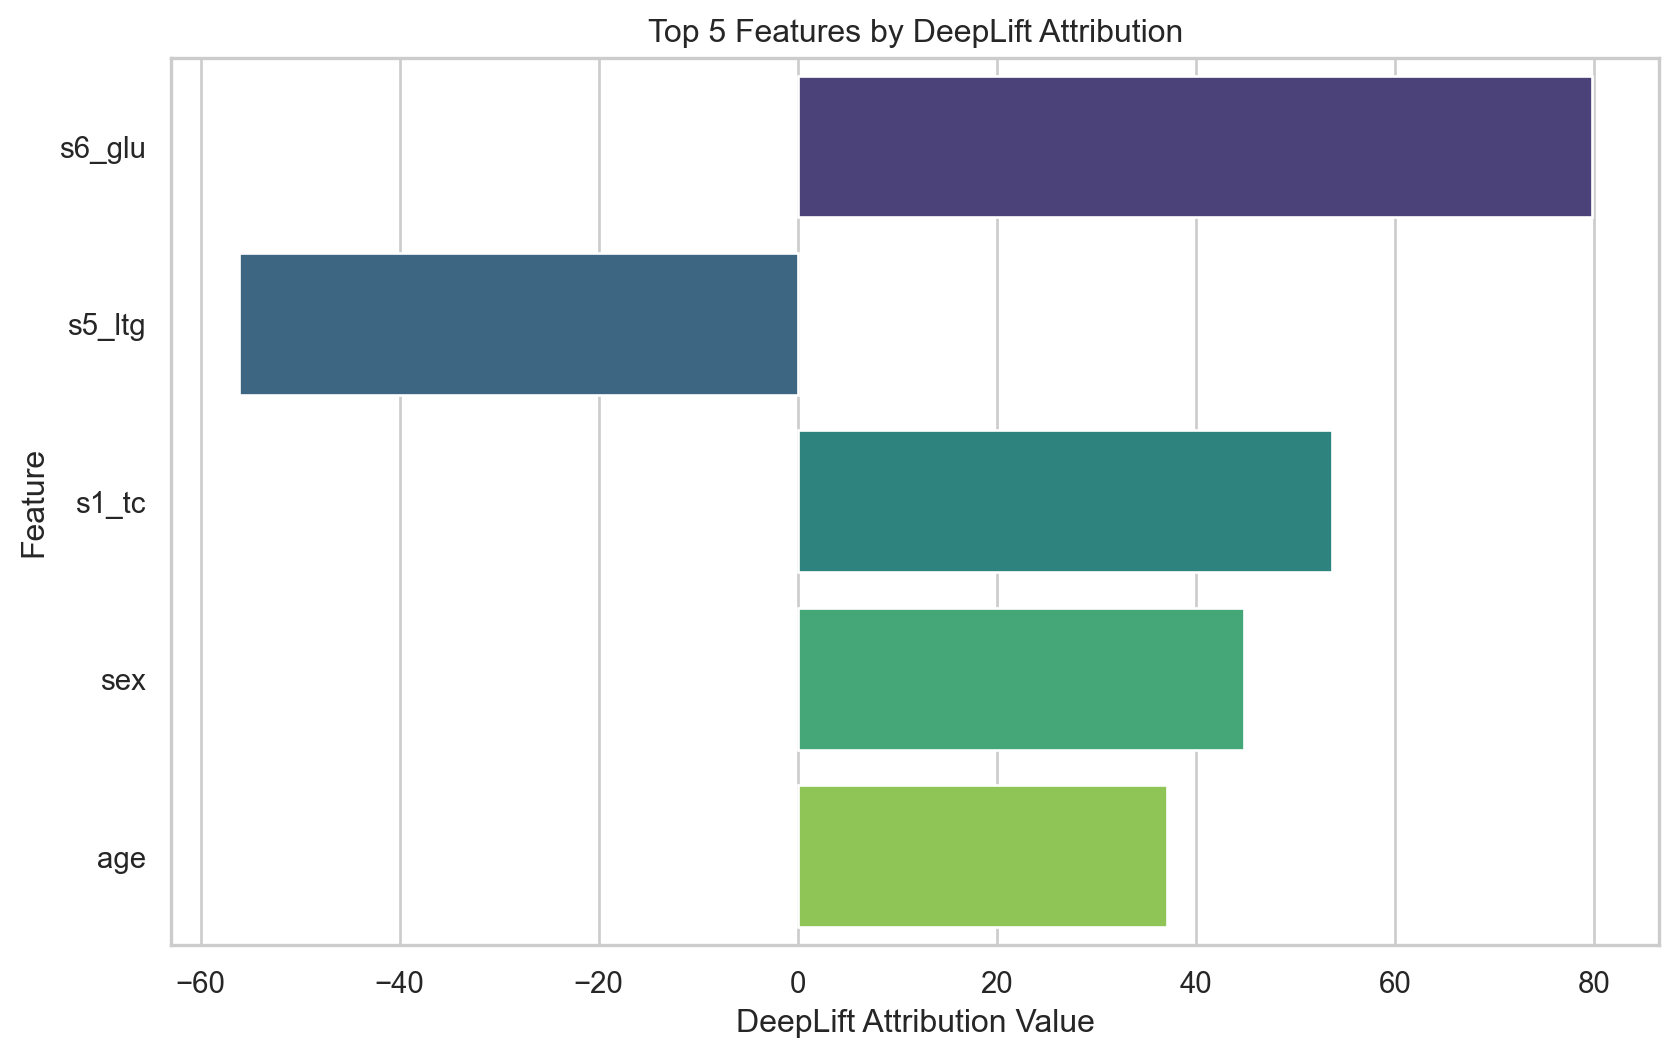 Top 5 Features by DeepLift Attribution
Feature
s6_glu
s5_ltg
s1_tc
sex
age
−60 −40 −20 0 20 40 60 80
DeepLift Attribution Value